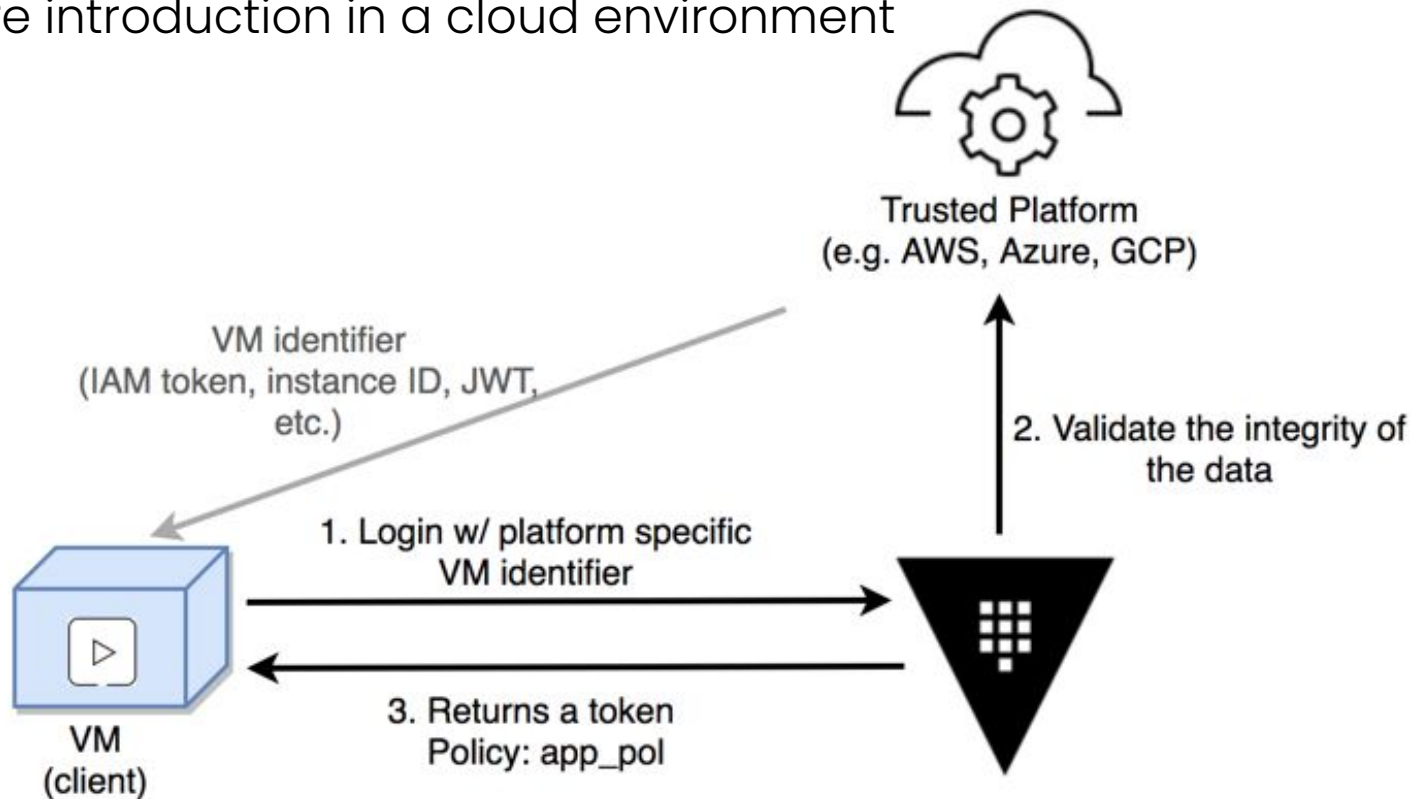 e introduction in a cloud environment
Trusted Platform
(e.g. AWS, Azure, GCP)
VM identifier
(IAM token, instance ID, JWT,
etc.)
2. Validate the integrity of
the data
1. Login w/ platform specific
VM identifier
3. Returns a token
Policy: app_pol
VM
(client)